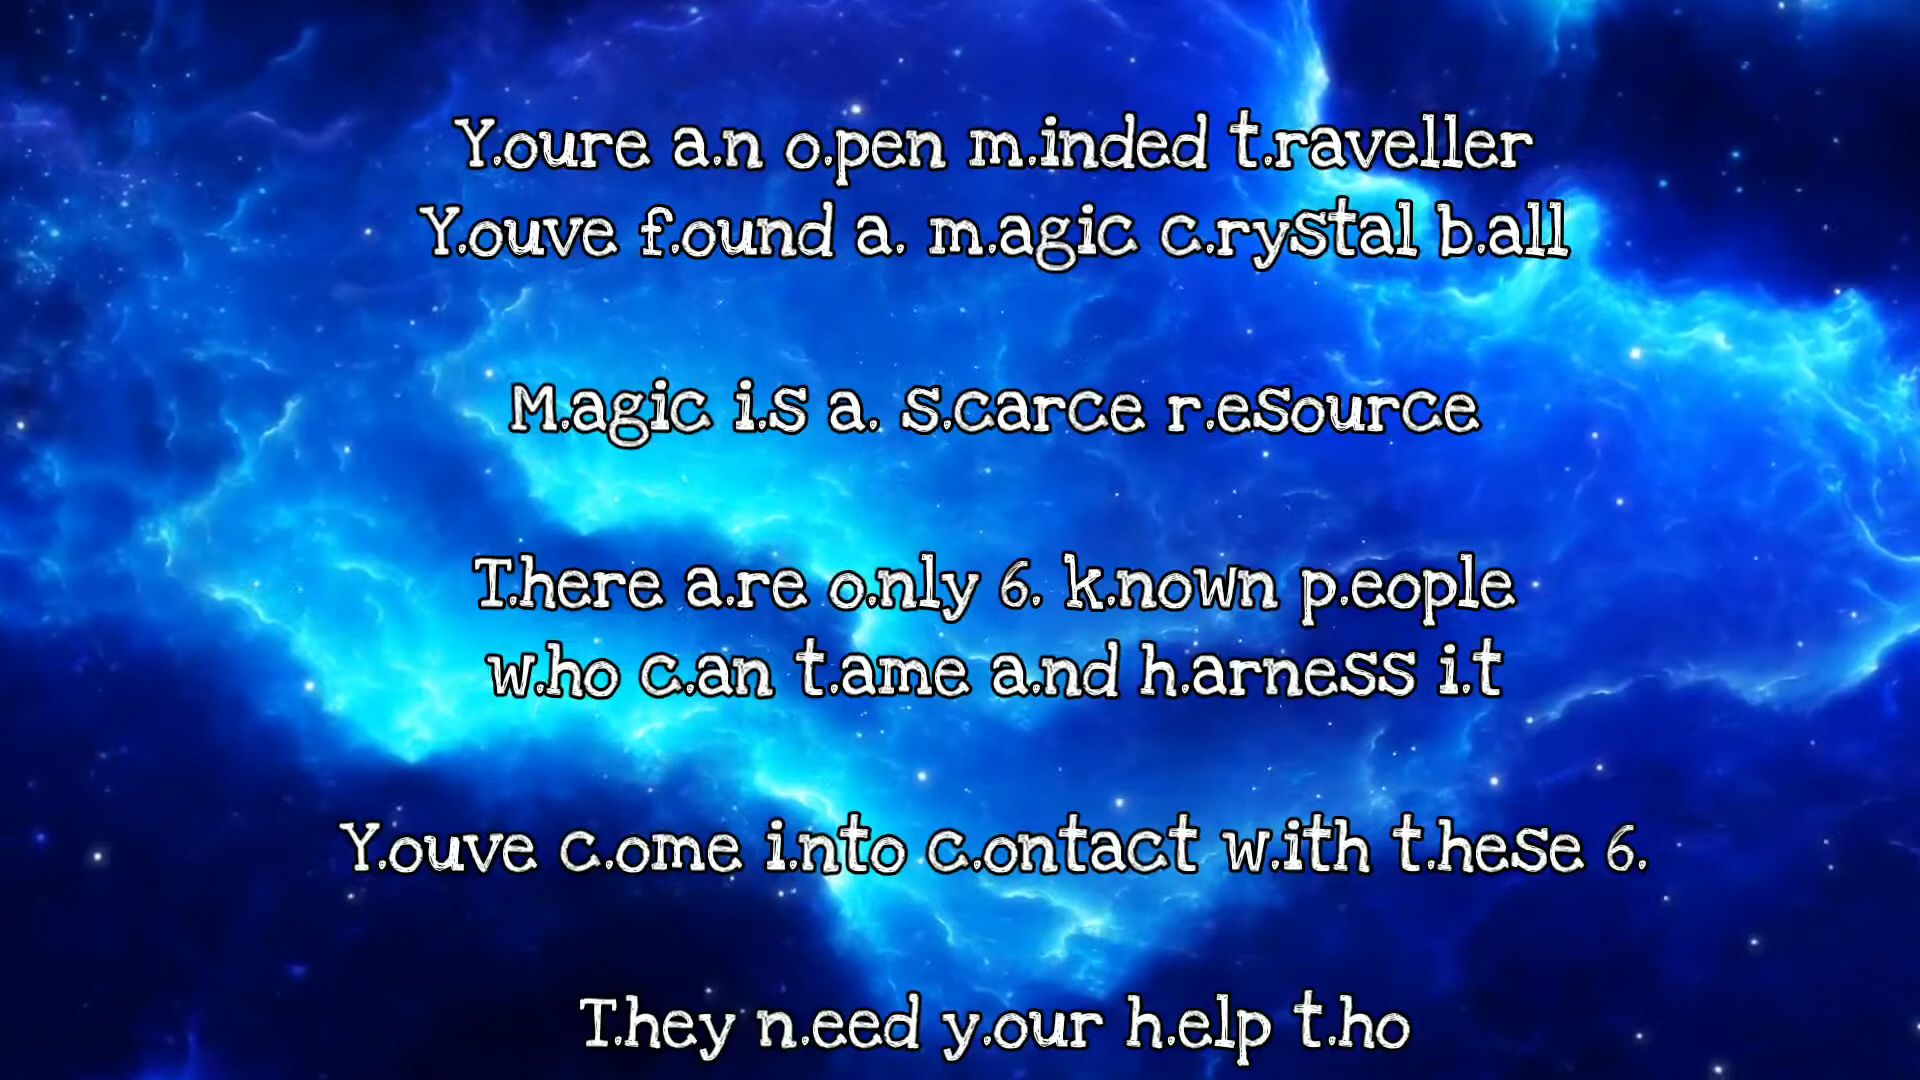 Y.oure a.n o.pen m.inded t.raveller
Y.ouve f.ound a. m.agic c.rystal b.all
M.agic i.s a. s.carce r.esource
T.here a.re o.nly 6. k.nown p.eople
w.ho c.an t.ame a.nd h.arness i.t
Y.ouve c.ome i.nto c.ontact w.ith t.hese 6.
T.hey n.eed y.our h.elp t.ho